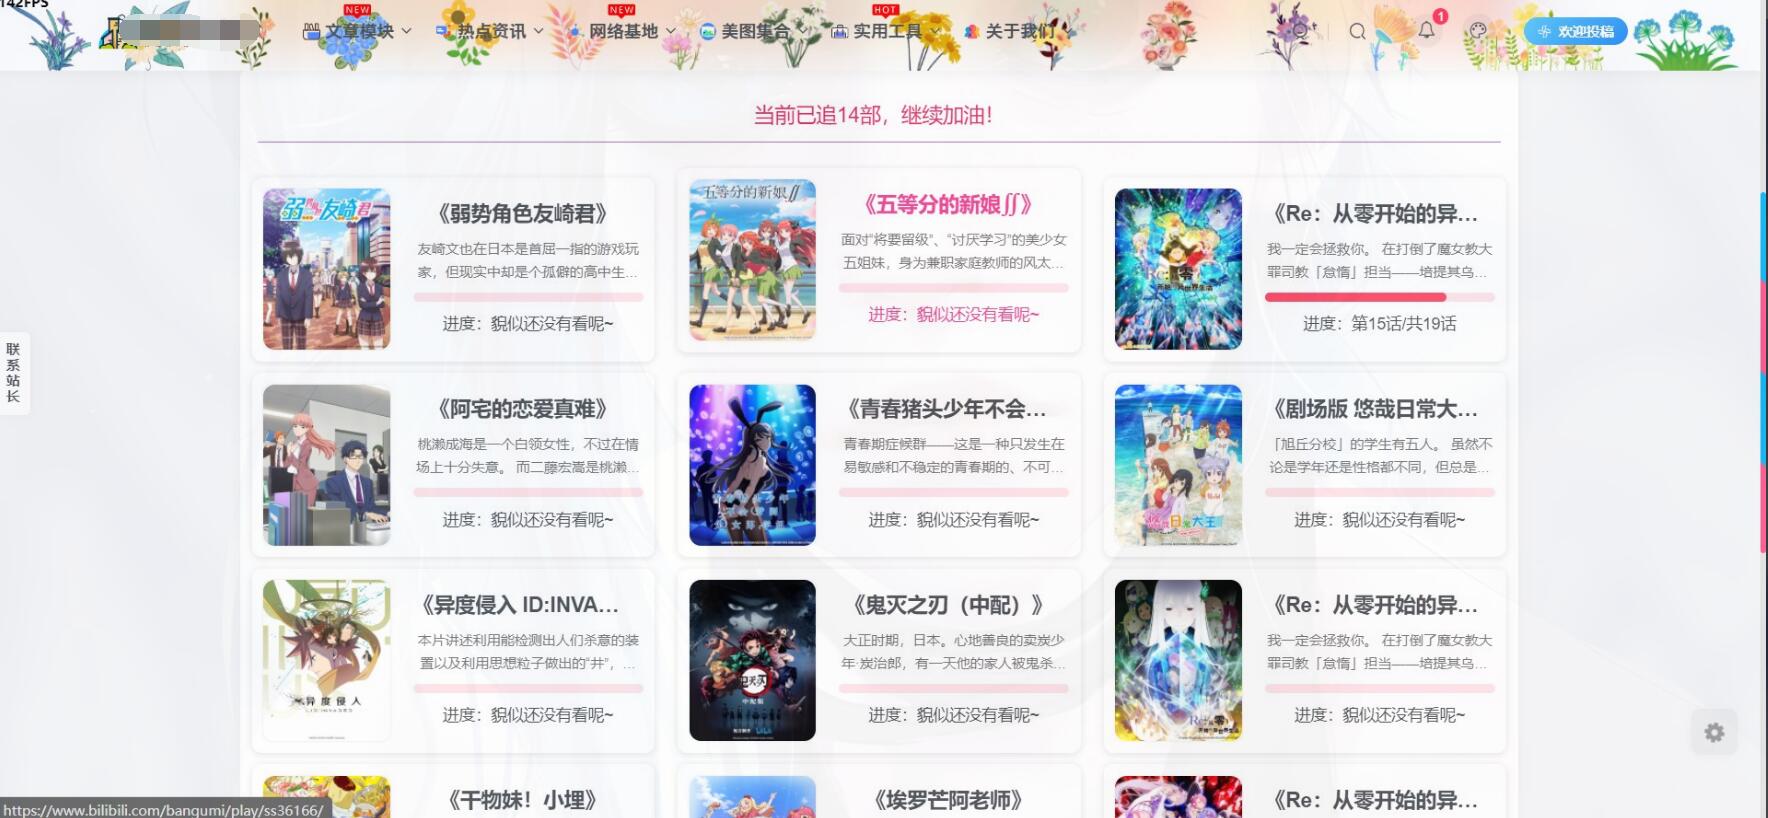 142FPS
NEW
NEW
HOT
文章模块
热点资讯
网络基地
美图集合
实用工具
关于我们
1
欢迎投稿
当前已追14部，继续加油！
《弱势角色友崎君》
友崎文也在日本是首屈一指的游戏玩
家，但现实中却是个孤僻的高中生...
进度：貌似还没有看呢~
五等分的新娘∬
《五等分的新娘∬》
面对“将要留级”、“讨厌学习”的美少女
五姐妹，身为兼职家庭教师的风太...
进度：貌似还没有看呢~
《Re：从零开始的异...
我一定会拯救你。 在打倒了魔女教大
罪司教「怠惰」担当——培提其乌...
进度：第15话/共19话
联系站长
《阿宅的恋爱真难》
桃濑成海是一个白领女性，不过在情
场上十分失意。 而二藤宏嵩是桃濑...
进度：貌似还没有看呢~
《青春猪头少年不会...
青春期症候群——这是一种只发生在
易敏感和不稳定的青春期的、不可...
进度：貌似还没有看呢~
《剧场版 悠哉日常大...
「旭丘分校」的学生有五人。 虽然不
论是学年还是性格都不同，但总是...
进度：貌似还没有看呢~
异度侵入
《异度侵入 ID:INVA...
本片讲述利用能检测出人们杀意的装
置以及利用思想粒子做出的“井”，...
进度：貌似还没有看呢~
《鬼灭之刃（中配）》
大正时期，日本。心地善良的卖炭少
年·炭治郎，有一天他的家人被鬼杀...
进度：貌似还没有看呢~
《Re：从零开始的异...
我一定会拯救你。 在打倒了魔女教大
罪司教「怠惰」担当——培提其乌...
进度：貌似还没有看呢~
《干物妹！小埋》
《埃罗芒阿老师》
《Re：从零开始的异...
https://www.bilibili.com/bangumi/play/ss36166/